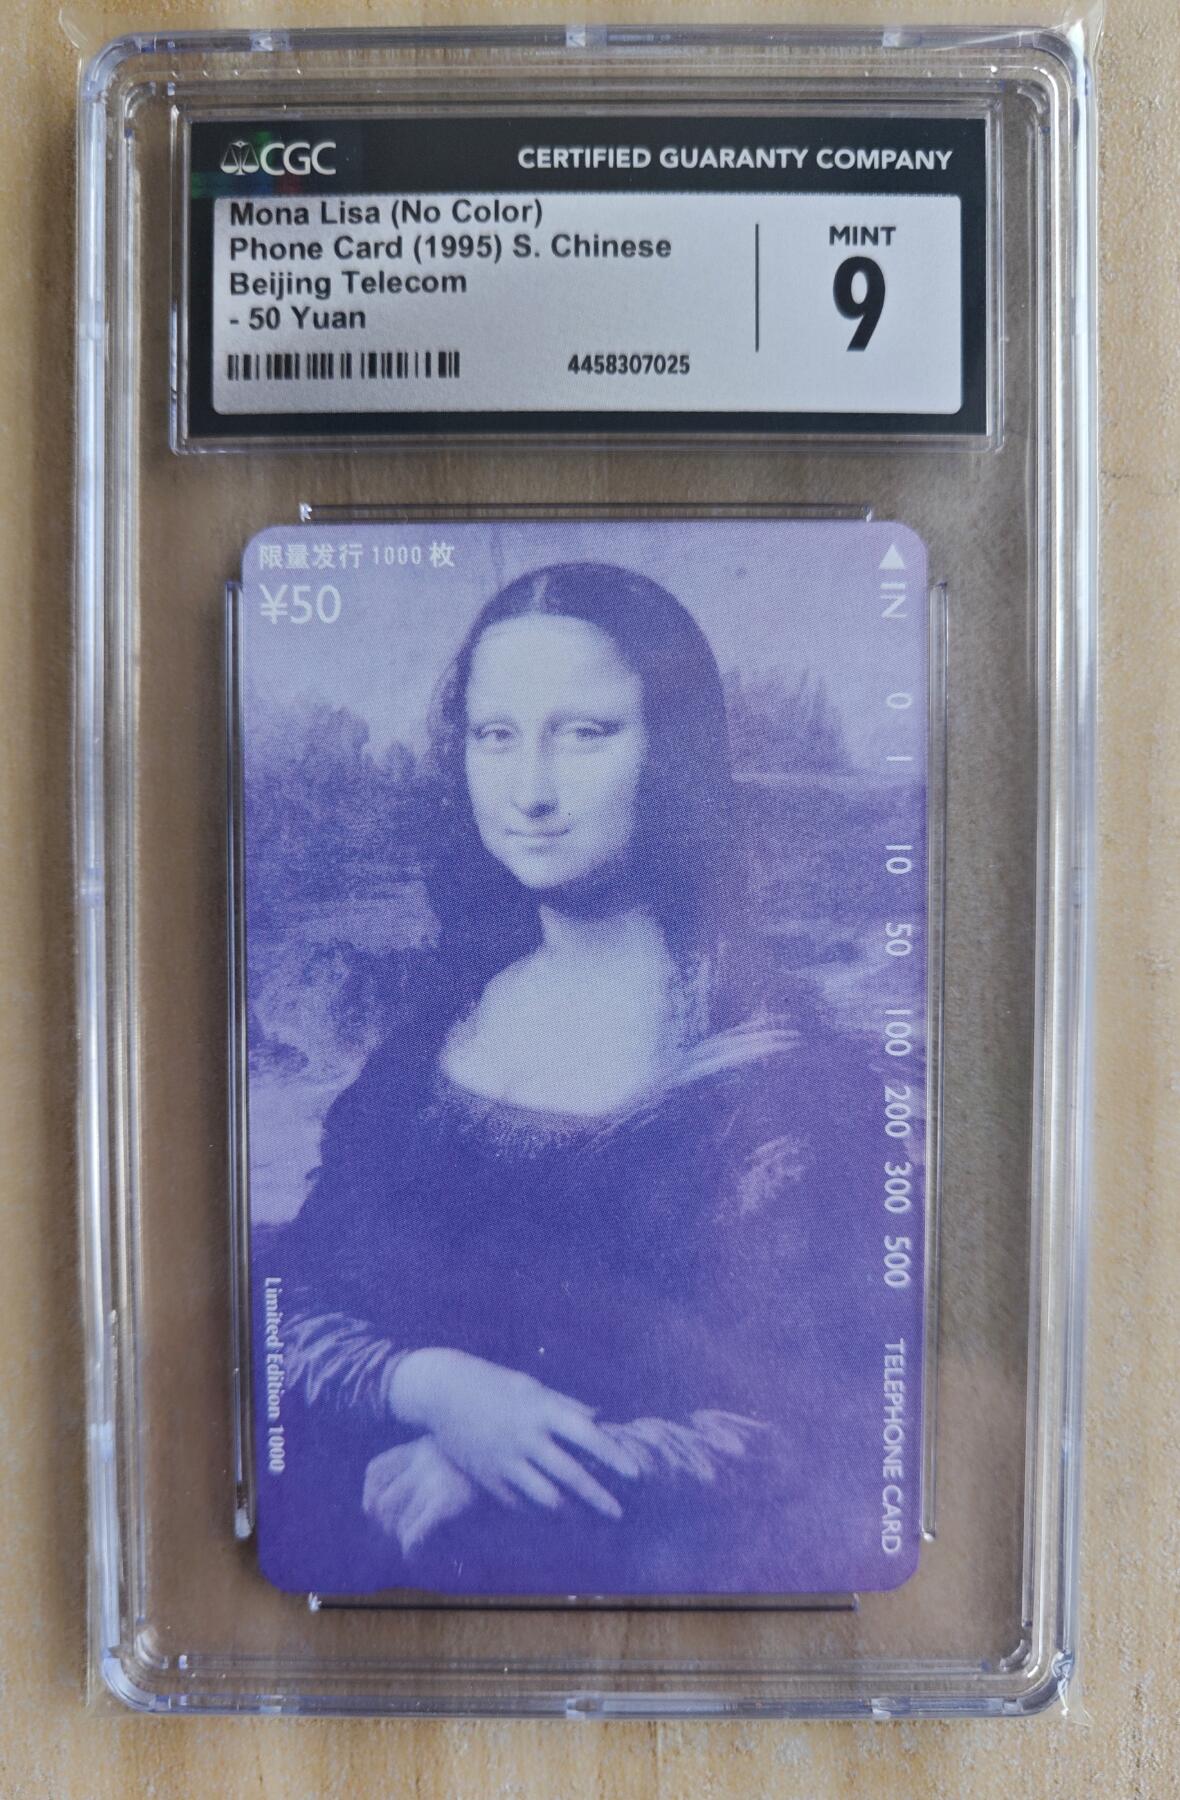 CGC
CERTIFIED GUARANTY COMPANY
Mona Lisa (No Color)
Phone Card (1995) S. Chinese
Beijing Telecom
- 50 Yuan
4458307025
MINT
9
限量发行 1000 枚
¥50
IN 0 1 10 50 100 200 300 500 TELEPHONE CARD
Limited Edition 1000